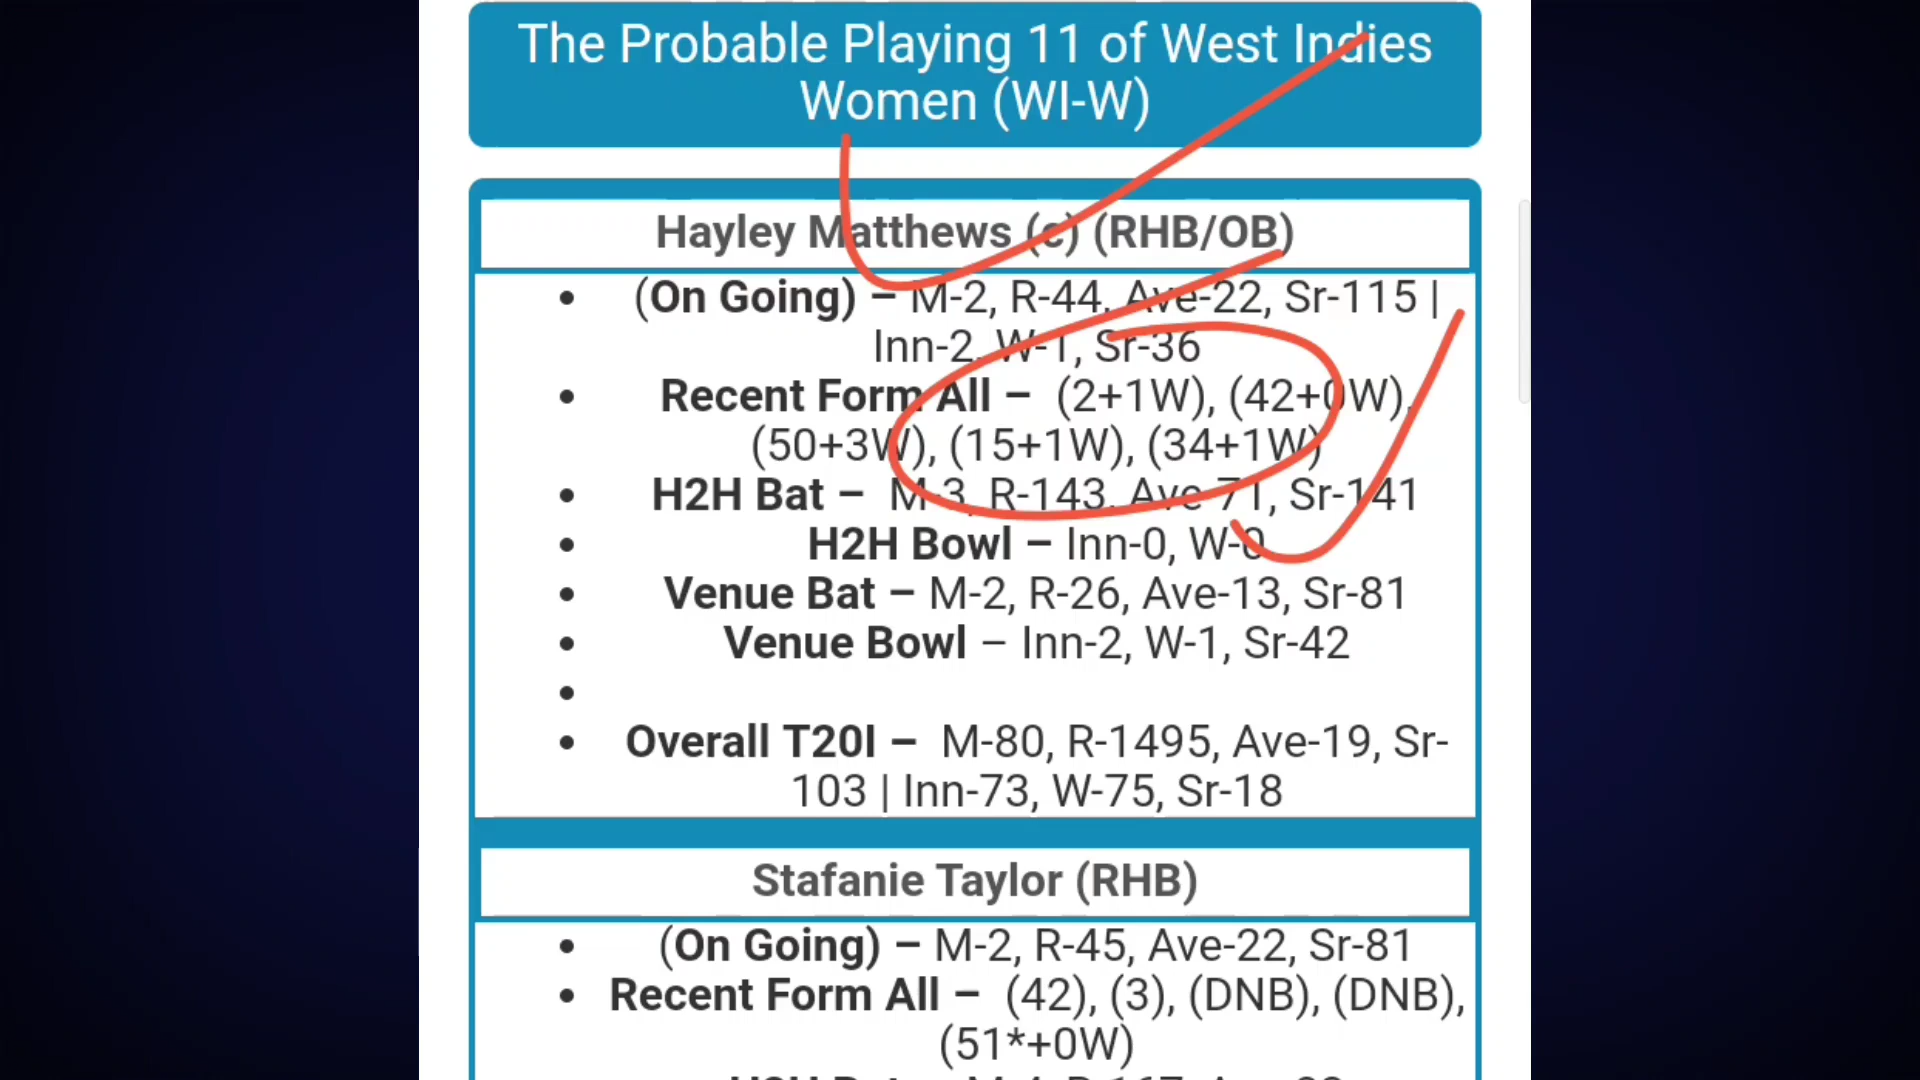 The Probable Playing 11 of West Indies
Women (WI-W)
Hayley Matthews (c) (RHB/OB)
(On Going) – M-2, R-44, Ave-22, Sr-115 |
Inn-2, W-1, Sr-36
Recent Form All – (2+1W), (42+0W),
(50+3W), (15+1W), (34+1W)
H2H Bat – M-3, R-143, Ave-71, Sr-141
H2H Bowl – Inn-0, W-0
Venue Bat – M-2, R-26, Ave-13, Sr-81
Venue Bowl – Inn-2, W-1, Sr-42
Overall T20I – M-80, R-1495, Ave-19, Sr-
103 | Inn-73, W-75, Sr-18
Stafanie Taylor (RHB)
(On Going) – M-2, R-45, Ave-22, Sr-81
Recent Form All – (42), (3), (DNB), (DNB),
(51*+0W)